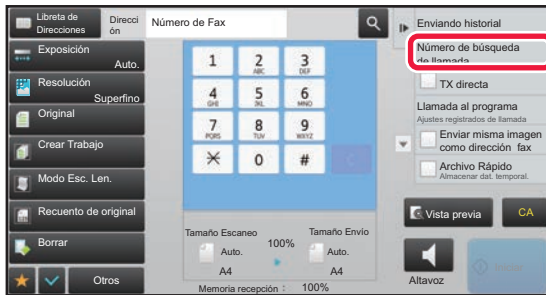 Libreta de
Direcciones
Direcci
ón
Número de Fax
Exposición
Auto.
Resolución
Superfino
Original
Crear Trabajo
Modo Esc. Len.
Recuento de original
Borrar
Otros
1
2
ABC
3
DEF
4
GHI
5
JKL
6
MNO
7
PQRS
8
TUV
9
WXYZ
0
#
C
Tamaño Escaneo
100%
Tamaño Envío
Auto.
A4
Auto.
A4
Memoria recepción :
100%
Enviando historial
Número de búsqueda
de llamada
TX directa
Llamada al programa
Ajustes registrados de llamada
Enviar misma imagen
como dirección fax
Archivo Rápido
Almacenar dat. temporal.
Vista previa
CA
Altavoz
Iniciar